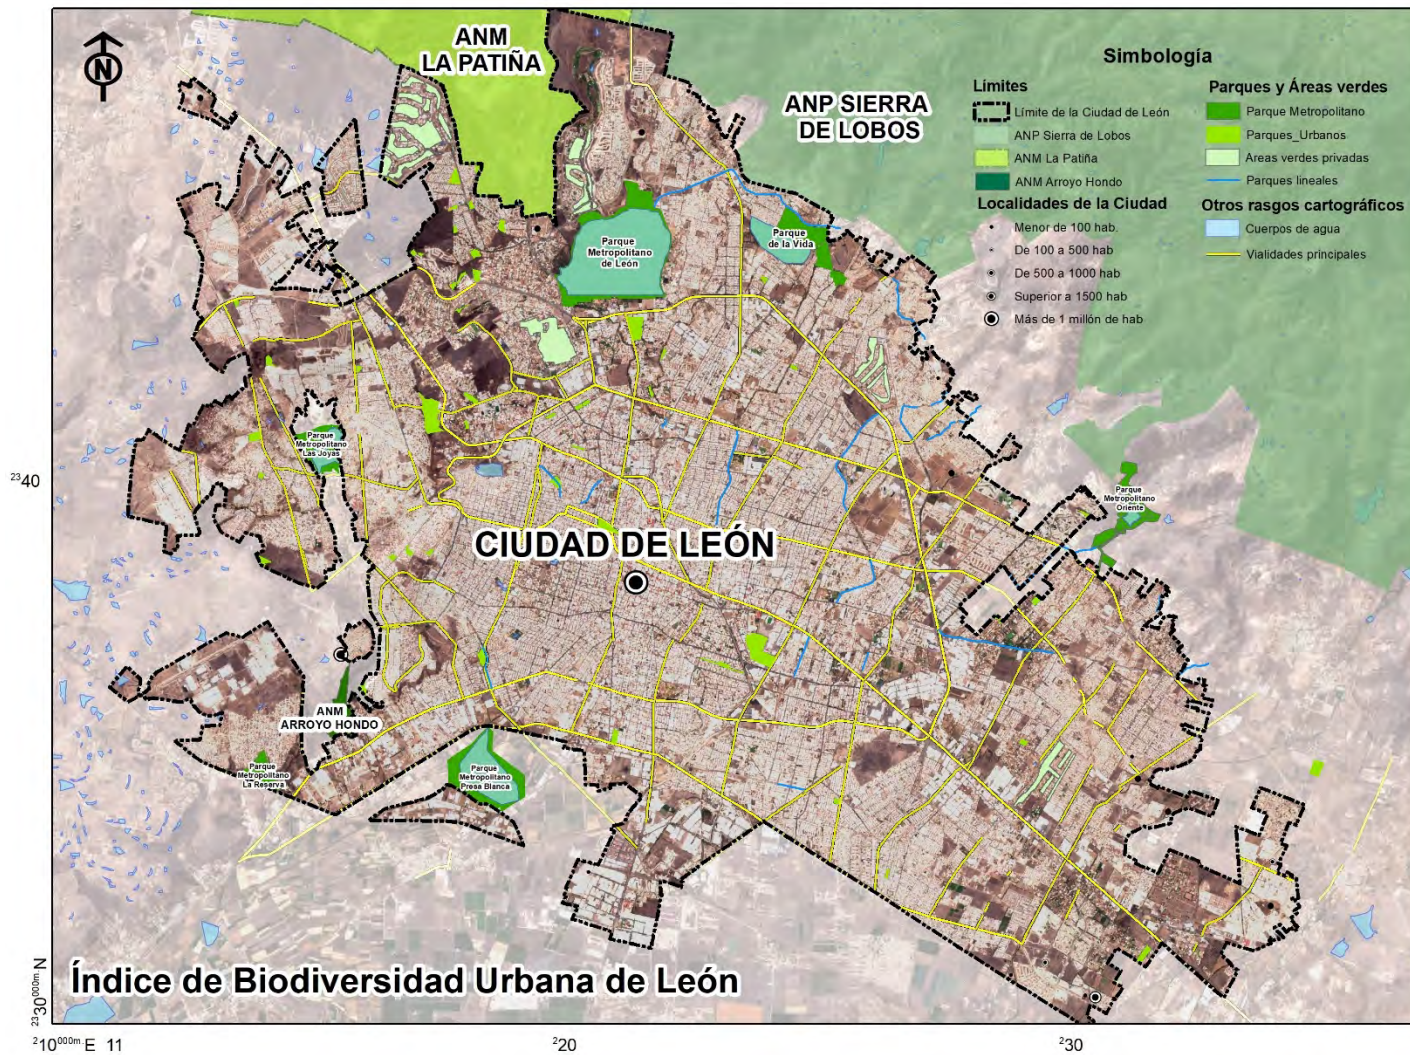 N
ANM
LA PATIÑA
ANP SIERRA
DE LOBOS
Simbología
Límites
Límite de la Ciudad de León
ANP Sierra de Lobos
ANM La Patiña
ANM Arroyo Hondo
Localidades de la Ciudad
Menor de 100 hab.
De 100 a 500 hab
De 500 a 1000 hab
Superior a 1500 hab
Más de 1 millón de hab
Parques y Áreas verdes
Parque Metropolitano
Parques_Urbanos
Areas verdes privadas
Parques lineales
Otros rasgos cartográficos
Cuerpos de agua
Vialidades principales
Parque
Metropolitano
de León
Parque
de la Vida
Parque
Metropolitano
Las Joyas
2340
Parque
Metropolitano
Oriente
CIUDAD DE LEÓN
ANM
ARROYO HONDO
Parque
Metropolitano
La Reserva
Parque
Metropolitano
Presa Blanca
Índice de Biodiversidad Urbana de León
2330000m.N
210000m.E 11
220
230